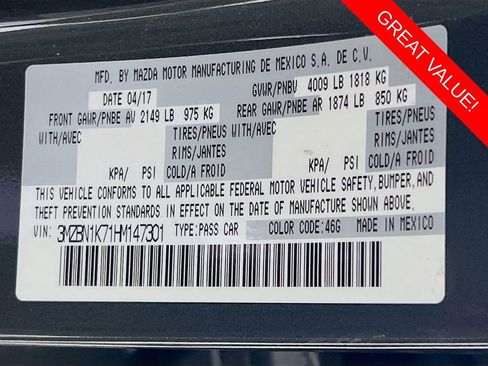 GREAT VALUE!
MFD. BY MAZDA MOTOR MANUFACTURING DE MEXICO S.A. DE C.V.
DATE 04/17 GVWR/PNBV 4009 LB 1818 KG
FRONT GAWR/PNBE AV 2149 LB 975 KG REAR GAWR/PNBE AR 1874 LB 850 KG
WITH/AVEC TIRES/PNEUS WITH/AVEC TIRES/PNEUS
RIMS/JANTES RIMS/JANTES
KPA/ PSI COLD/A FROID KPA/ PSI COLD/A FROID
THIS VEHICLE CONFORMS TO ALL APPLICABLE FEDERAL MOTOR VEHICLE SAFETY, BUMPER, AND
THEFT PREVENTION STANDARDS IN EFFECT ON THE DATE OF MANUFACTURE SHOWN ABOVE.
VIN: 3MZBN1K71HM147301 TYPE:PASS CAR COLOR CODE:46G MADE IN MEXICO